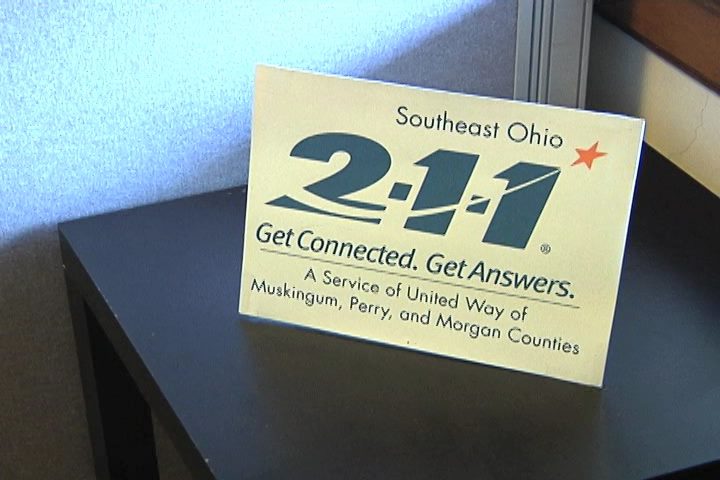 Southeast Ohio
2-1-1®
Get Connected. Get Answers.
A Service of United Way of
Muskingum, Perry, and Morgan Counties